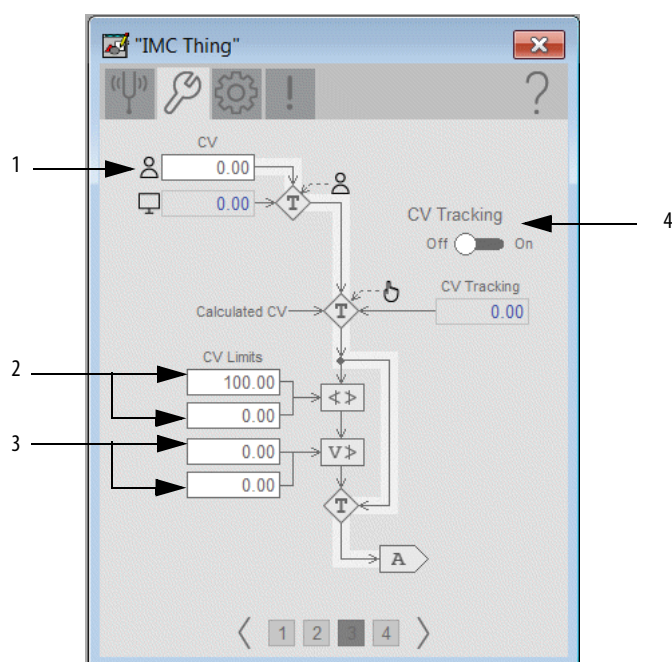 "IMC Thing"
!
?
CV
1
0.00
0.00
T
CV Tracking
4
Off
On
CV Tracking
Calculated CV
T
0.00
CV Limits
2
100.00
0.00
3
0.00
V
0.00
T
A
1 2 3 4